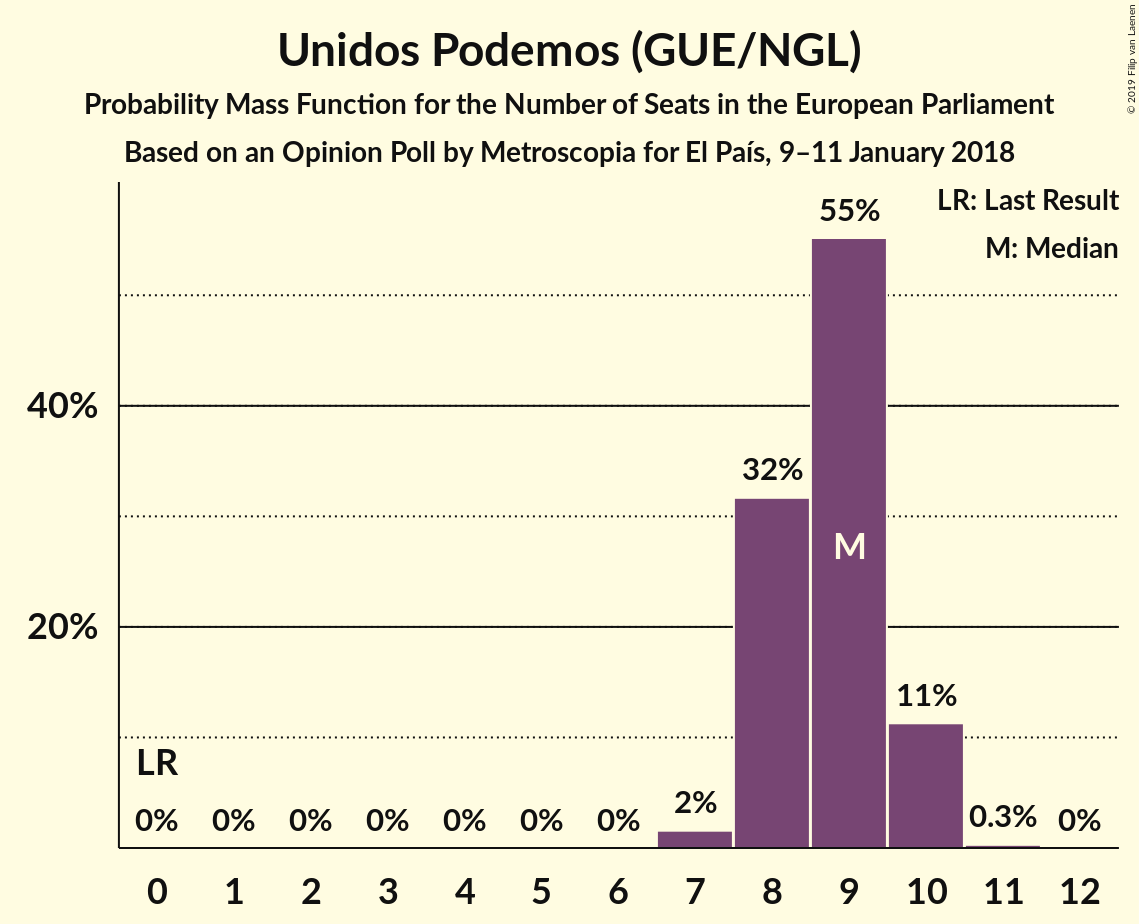 Unidos Podemos (GUE/NGL)
Probability Mass Function for the Number of Seats in the European Parliament
Based on an Opinion Poll by Metroscopia for El País, 9–11 January 2018
© 2019 Filip van Laenen
LR: Last Result
M: Median
55%
40%
32%
M
20%
11%
LR
0% 0% 0% 0% 0% 0% 0% 2% 0.3% 0%
0 1 2 3 4 5 6 7 8 9 10 11 12